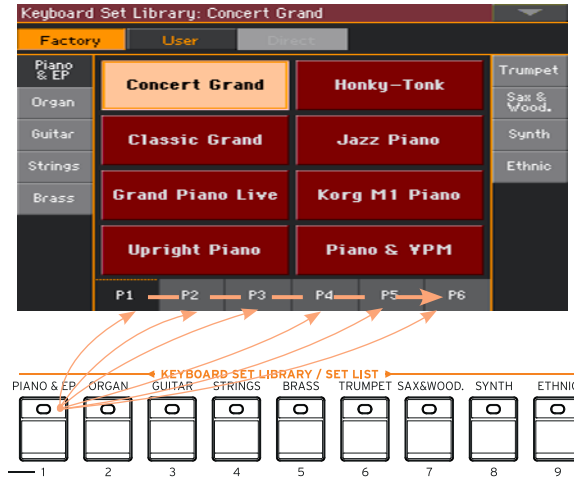 Keyboard Set Library: Concert Grand
Factory User Direct
Piano & EP
Organ
Guitar
Strings
Brass
Concert Grand Honky-Tonk
Classic Grand Jazz Piano
Grand Piano Live Korg M1 Piano
Upright Piano Piano & YPM
Trumpet
Sax & Wood.
Synth
Ethnic
P1 P2 P3 P4 P5 P6
KEYBOARD SET LIBRARY / SET LIST
PIANO & EP ORGAN GUITAR STRINGS BRASS TRUMPET SAX&WOOD. SYNTH ETHNIC
1 2 3 4 5 6 7 8 9